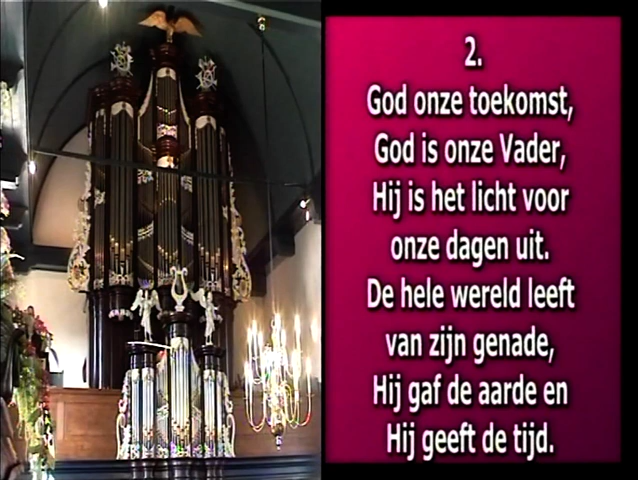 2.
God onze toekomst,
God is onze Vader,
Hij is het licht voor
onze dagen uit.
De hele wereld leeft
van zijn genade,
Hij gaf de aarde en
Hij geeft de tijd.